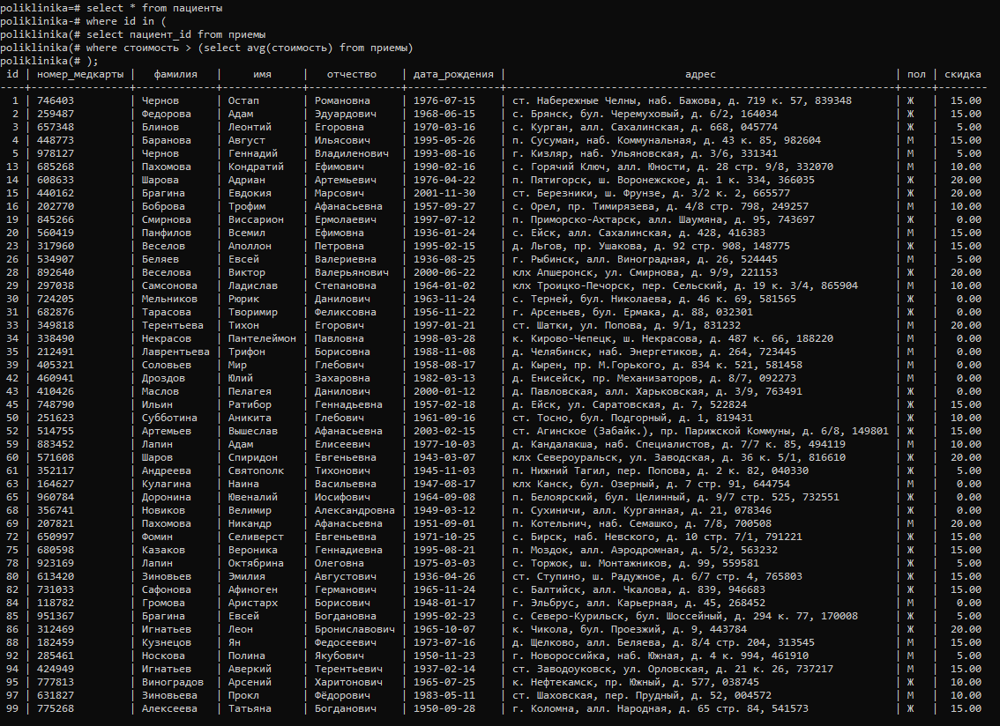 poliklinika=# select * from пациенты
poliklinika-# where id in (
poliklinika(# select пациент_id from приемы
poliklinika(# where стоимость > (select avg(стоимость) from приемы)
poliklinika(# );
id | номер_медкарты | фамилия | имя | отчество | дата_рождения | адрес | пол | скидка
----+----------------+------------+------------+---------------+---------------+----------------------------------------------------------+-----+--------
1 | 746403 | Чернов | Остап | Романовна | 1976-07-15 | ст. Набережные Челны, наб. Бажова, д. 719 к. 57, 839348 | Ж | 15.00
2 | 259487 | Федорова | Адам | Эдуардович | 1968-06-15 | с. Брянск, бул. Черемуховый, д. 6/2, 164034 | Ж | 15.00
3 | 657348 | Блинов | Леонтий | Егоровна | 1970-03-16 | с. Курган, алл. Сахалинская, д. 668, 045774 | Ж | 5.00
4 | 448773 | Баранова | Август | Ильясович | 1995-05-26 | п. Сусуман, наб. Коммунальная, д. 43 к. 85, 982604 | М | 15.00
5 | 978127 | Чернов | Геннадий | Владиленович | 1993-08-16 | г. Кизляр, наб. Ульяновская, д. 3/6, 331341 | М | 5.00
13 | 685268 | Пахомова | Кондратий | Ефимович | 1990-02-16 | с. Горячий Ключ, алл. Юности, д. 28 стр. 9/8, 332070 | М | 10.00
14 | 608633 | Шарова | Адриан | Артемьевич | 1976-04-22 | п. Пятигорск, ш. Воронежское, д. 1 к. 334, 366035 | Ж | 20.00
15 | 440162 | Брагина | Евдокия | Марсович | 2001-11-30 | ст. Березники, ш. Фрунзе, д. 3/2 к. 2, 665577 | Ж | 20.00
16 | 202770 | Боброва | Трофим | Афанасьевна | 1957-09-27 | с. Орел, пр. Тимирязева, д. 4/8 стр. 798, 249257 | М | 10.00
19 | 845266 | Смирнова | Виссарион | Ермолаевич | 1997-07-12 | п. Приморско-Ахтарск, алл. Шаумяна, д. 95, 743697 | Ж | 0.00
20 | 560419 | Панфилов | Всемил | Ефимовна | 1936-01-24 | с. Ейск, алл. Сахалинская, д. 428, 416383 | М | 15.00
23 | 317960 | Веселов | Аполлон | Петровна | 1995-02-15 | д. Льгов, пр. Ушакова, д. 92 стр. 908, 148775 | Ж | 15.00
26 | 534907 | Беляев | Евсей | Валериевна | 1936-08-25 | г. Рыбинск, алл. Виноградная, д. 26, 524445 | М | 5.00
28 | 892640 | Веселова | Виктор | Валерьянович | 2000-06-22 | клх Апшеронск, ул. Смирнова, д. 9/9, 221153 | Ж | 20.00
29 | 297038 | Самсонова | Ладислав | Степановна | 1964-01-02 | клх Троицко-Печорск, пер. Сельский, д. 19 к. 3/4, 865904 | М | 10.00
30 | 724205 | Мельников | Рюрик | Данилович | 1963-11-24 | с. Терней, бул. Николаева, д. 46 к. 69, 581565 | Ж | 0.00
31 | 682876 | Тарасова | Творимир | Феликсовна | 1956-11-22 | г. Арсеньев, бул. Ермака, д. 88, 032301 | Ж | 0.00
33 | 349818 | Терентьева | Тихон | Егорович | 1997-01-21 | ст. Шатки, ул. Попова, д. 9/1, 831232 | М | 20.00
34 | 338490 | Некрасов | Пантелеймон | Павловна | 1998-03-28 | к. Кирово-Чепецк, ш. Некрасова, д. 487 к. 66, 188220 | М | 0.00
35 | 212491 | Лаврентьева | Трифон | Борисовна | 1988-11-08 | д. Челябинск, наб. Энергетиков, д. 264, 723445 | М | 0.00
39 | 405321 | Соловьев | Мир | Глебович | 1958-08-17 | д. Кырен, пр. М.Горького, д. 834 к. 521, 581458 | М | 0.00
42 | 460941 | Дроздов | Юлий | Захаровна | 1982-03-13 | д. Енисейск, пр. Механизаторов, д. 8/7, 092273 | М | 0.00
43 | 410426 | Маслов | Пелагея | Данилович | 2000-01-12 | д. Павловская, алл. Харьковская, д. 3/9, 763491 | Ж | 0.00
45 | 748790 | Ильин | Ратибор | Геннадьевна | 1957-02-18 | д. Ейск, ул. Саратовская, д. 7, 522824 | М | 15.00
50 | 251623 | Субботина | Аникита | Глебович | 1961-09-16 | ст. Тосно, бул. Подгорный, д. 1, 819431 | Ж | 10.00
52 | 514755 | Артемьев | Вышеслав | Афанасьевна | 2003-02-15 | ст. Агинское (Забайк.), пр. Парижской Коммуны, д. 6/8, 149801 | Ж | 15.00
59 | 883452 | Лапин | Адам | Елисеевич | 1977-10-03 | д. Кандалакша, наб. Специалистов, д. 7/7 к. 85, 494119 | М | 10.00
60 | 571608 | Шаров | Спиридон | Евгеньевна | 1943-03-07 | клх Североуральск, ул. Заводская, д. 36 к. 5/1, 816610 | Ж | 20.00
61 | 352117 | Андреева | Святополк | Тихонович | 1945-11-03 | п. Нижний Тагил, пер. Попова, д. 2 к. 82, 040330 | Ж | 5.00
63 | 164627 | Кулагина | Наина | Васильевна | 1947-08-17 | клх Канск, бул. Озерный, д. 7 стр. 91, 644754 | М | 0.00
65 | 960784 | Доронина | Ювеналий | Иосифович | 1964-09-08 | п. Белоярский, бул. Целинный, д. 9/7 стр. 525, 732551 | Ж | 0.00
68 | 356741 | Новиков | Велимир | Александровна | 1949-03-12 | п. Сухиничи, алл. Курганная, д. 21, 078346 | Ж | 0.00
69 | 207821 | Пахомова | Никандр | Афанасьевна | 1951-09-01 | п. Котельнич, наб. Семашко, д. 7/8, 700508 | М | 20.00
72 | 650997 | Фомин | Селиверст | Евгеньевна | 1971-10-25 | с. Бирск, наб. Невского, д. 10 стр. 7/1, 791221 | Ж | 15.00
75 | 680598 | Казаков | Вероника | Геннадиевна | 1995-08-21 | п. Моздок, алл. Аэродромная, д. 5/2, 563232 | Ж | 15.00
78 | 923169 | Лапин | Октябрина | Олеговна | 1975-03-03 | с. Торжок, ш. Монтажников, д. 99, 559581 | Ж | 5.00
80 | 613420 | Зиновьев | Эмилия | Августович | 1936-04-26 | ст. Ступино, ш. Радужное, д. 6/7 стр. 4, 765803 | Ж | 15.00
82 | 731033 | Сафонова | Афиноген | Германович | 1965-11-24 | с. Балтийск, алл. Чкалова, д. 839, 946683 | Ж | 15.00
84 | 118782 | Громова | Аристарх | Борисович | 1948-01-17 | г. Эльбрус, алл. Карьерная, д. 45, 268452 | М | 0.00
85 | 951367 | Брагина | Евсей | Богдановна | 1995-02-23 | с. Северо-Курильск, бул. Шоссейный, д. 294 к. 77, 170008 | Ж | 5.00
86 | 312469 | Игнатьев | Леон | Брониславович | 1965-10-07 | к. Чикола, бул. Проезжий, д. 9, 443784 | Ж | 20.00
88 | 182459 | Кузнецов | Ян | Федосеевич | 1973-07-16 | д. Щелково, алл. Беляева, д. 8/4 стр. 204, 313545 | М | 15.00
92 | 285461 | Носкова | Полина | Якубович | 1950-11-23 | г. Новороссийка, наб. Южная, д. 4 к. 994, 461910 | М | 5.00
94 | 424949 | Игнатьев | Аверкий | Терентьевич | 1937-02-14 | ст. Заводоуковск, ул. Орловская, д. 21 к. 26, 737217 | М | 15.00
95 | 777813 | Виноградов | Арсений | Харитонович | 1965-07-25 | к. Нефтекамск, пр. Южный, д. 577, 038745 | Ж | 10.00
97 | 631827 | Зиновьева | Прокл | Фёдорович | 1983-05-11 | ст. Шаховская, пер. Прудный, д. 52, 004572 | М | 10.00
99 | 775268 | Алексеева | Татьяна | Богданович | 1950-09-28 | г. Коломна, алл. Народная, д. 65 стр. 84, 541573 | Ж | 15.00